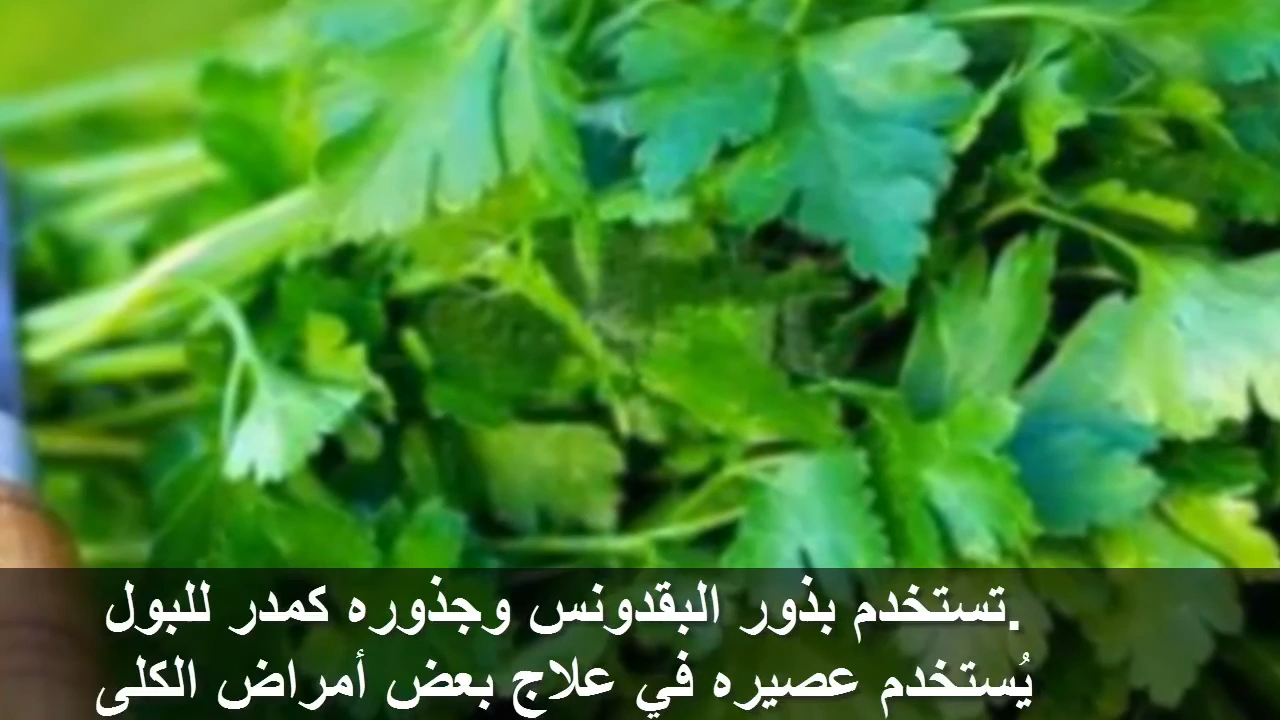 تستخدم بذور البقدونس وجذوره كمدر للبول.
يُستخدم عصيره في علاج بعض أمراض الكلى